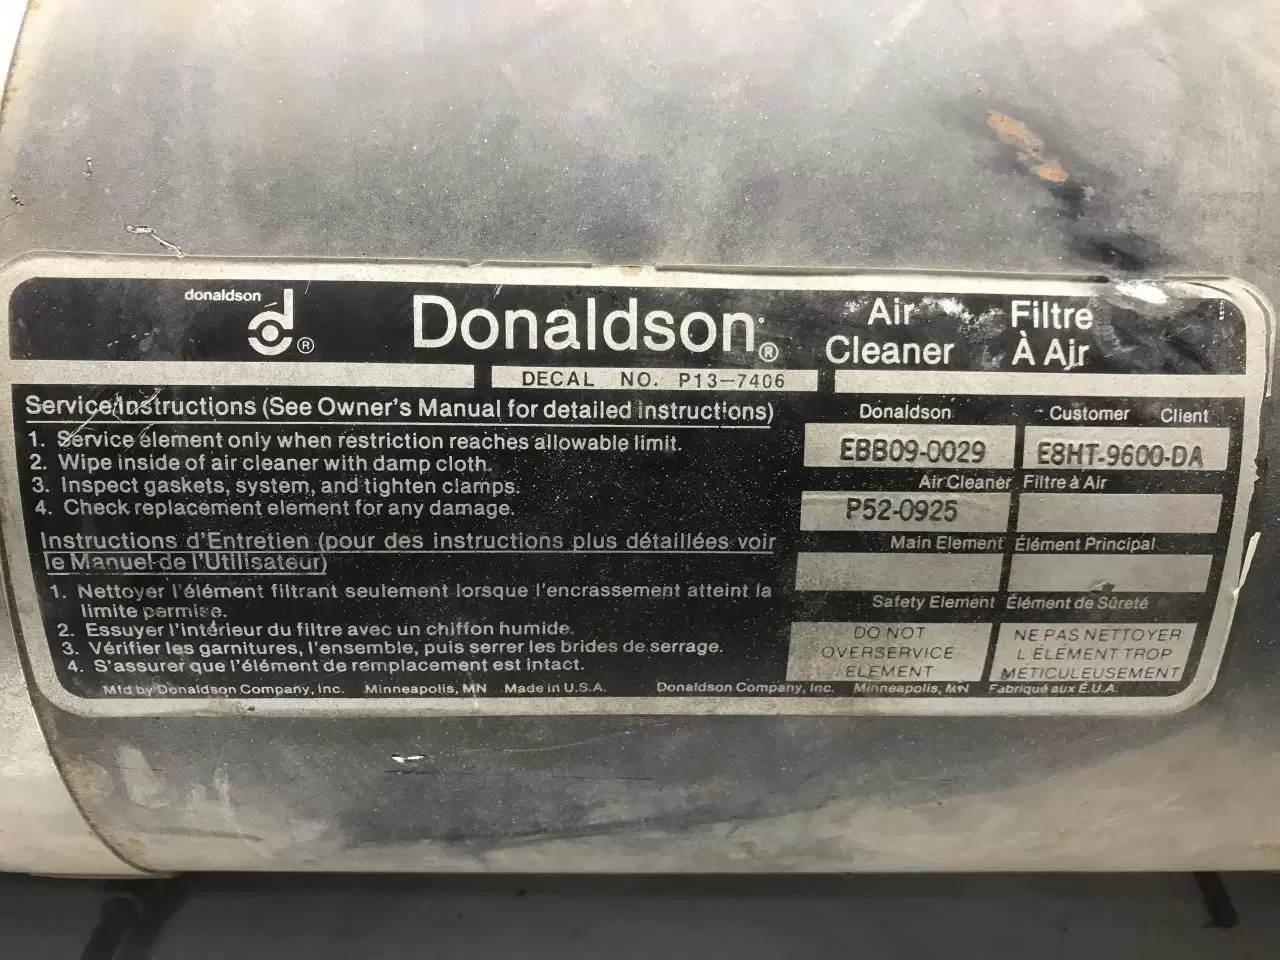 donaldson
d ®
Donaldson®
Air Cleaner
Filtre À Air
DECAL NO. P13-7406
Service Instructions (See Owner's Manual for detailed instructions)
1. Service element only when restriction reaches allowable limit.
2. Wipe inside of air cleaner with damp cloth.
3. Inspect gaskets, system, and tighten clamps.
4. Check replacement element for any damage.
Instructions d'Entretien (pour des instructions plus détaillées voir
le Manuel de l'Utilisateur)
1. Nettoyer l'élément filtrant seulement lorsque l'encrassement atteint la
limite permise.
2. Essuyer l'intérieur du filtre avec un chiffon humide.
3. Vérifier les garnitures, l'ensemble, puis serrer les brides de serrage.
4. S'assurer que l'élément de remplacement est intact.
Donaldson Customer Client
EBB09-0029 E8HT-9600-DA
Air Cleaner Filtre à Air
P52-0925
Main Element Élément Principal
Safety Element Élément de Sûreté
DO NOT
OVERSERVICE
ELEMENT
NE PAS NETTOYER
L'ÉLÉMENT TROP
METICULEUSEMENT
Mfd by Donaldson Company, Inc. Minneapolis, MN Made in U.S.A. Donaldson Company, Inc. Minneapolis, MN Fabriqué aux É.U.A.